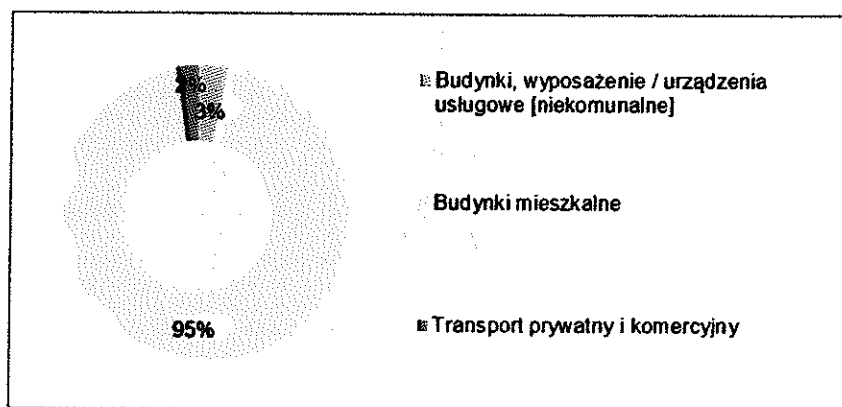 2%
3%
Budynki, wyposażenie / urządzenia
usługowe [niekomunalne]
Budynki mieszkalne
95%
Transport prywatny i komercyjny